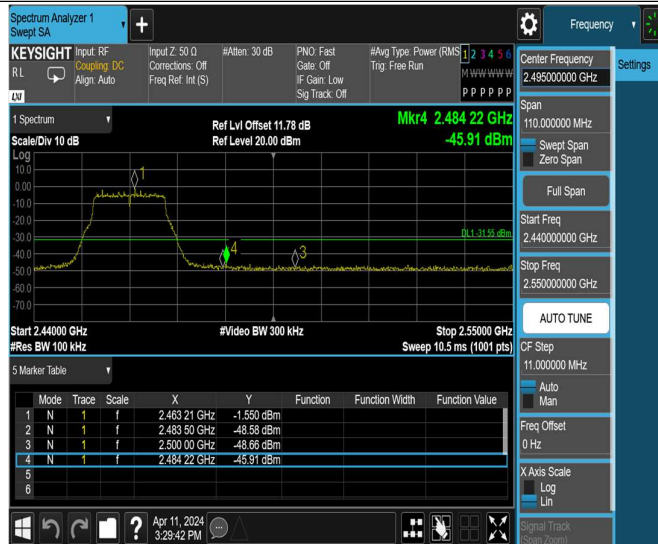 Spectrum Analyzer 1
Swept SA
Frequency
KEYSIGHT
RL
LXI
Input: RF
Coupling: DC
Align: Auto
Input Z: 50 Ω
Corrections: Off
Freq Ref: Int (S)
#Atten: 30 dB
PNO: Fast
Gate: Off
IF Gain: Low
Sig Track: Off
#Avg Type: Power (RMS
Trig: Free Run
1 2 3 4 5 6
M W W W W W
P P P P P P
Center Frequency
2.495000000 GHz
Settings
Span
110.000000 MHz
Swept Span
Zero Span
Full Span
Start Freq
2.440000000 GHz
Stop Freq
2.550000000 GHz
AUTO TUNE
CF Step
11.000000 MHz
Auto
Man
Freq Offset
0 Hz
X Axis Scale
Log
Lin
Signal Track
(Span Zoom)
1 Spectrum
Scale/Div 10 dB
Ref Lvl Offset 11.78 dB
Ref Level 20.00 dBm
Mkr4 2.484 22 GHz
-45.91 dBm
Log
10.0
0.00
-10.0
-20.0
-30.0
-40.0
-50.0
-60.0
-70.0
1
4
3
DL1 -31.55 dBm
Start 2.44000 GHz
#Res BW 100 kHz
#Video BW 300 kHz
Stop 2.55000 GHz
Sweep 10.5 ms (1001 pts)
5 Marker Table
Mode Trace Scale X Y Function Function Width Function Value
1 N 1 f 2.463 21 GHz -1.550 dBm
2 N 1 f 2.483 50 GHz -48.58 dBm
3 N 1 f 2.500 00 GHz -48.66 dBm
4 N 1 f 2.484 22 GHz -45.91 dBm
5
6
?
Apr 11, 2024
3:29:42 PM